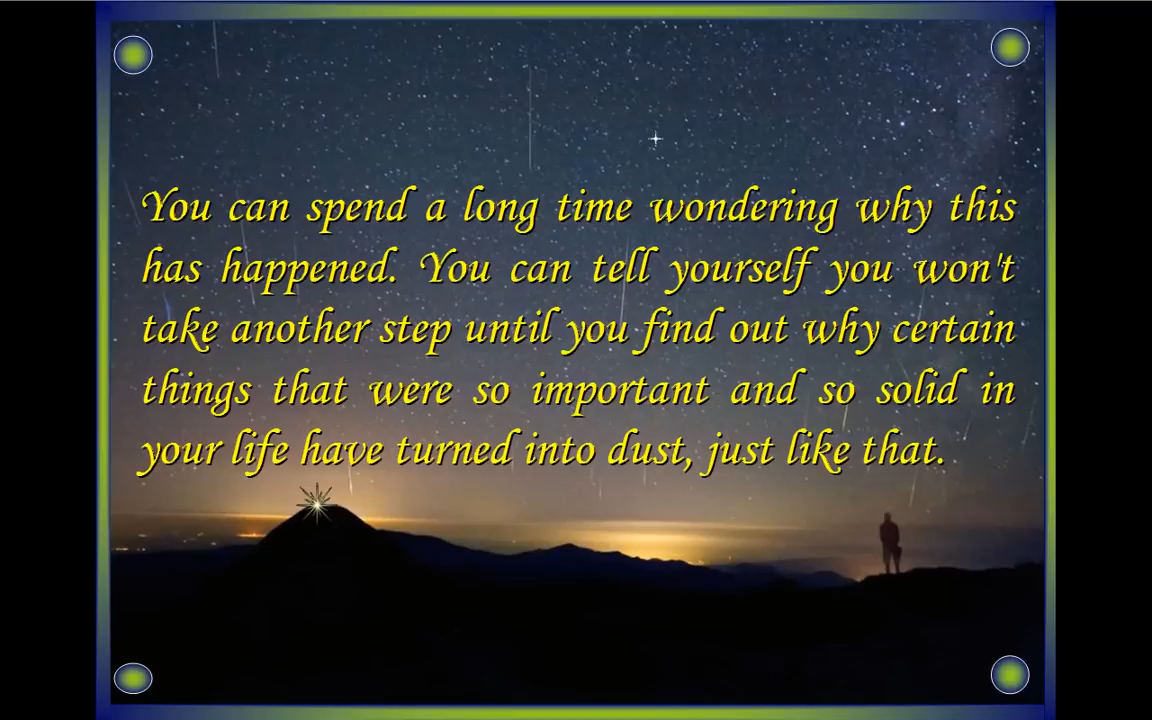 You can spend a long time wondering why this
has happened. You can tell yourself you won't
take another step until you find out why certain
things that were so important and so solid in
your life have turned into dust, just like that.